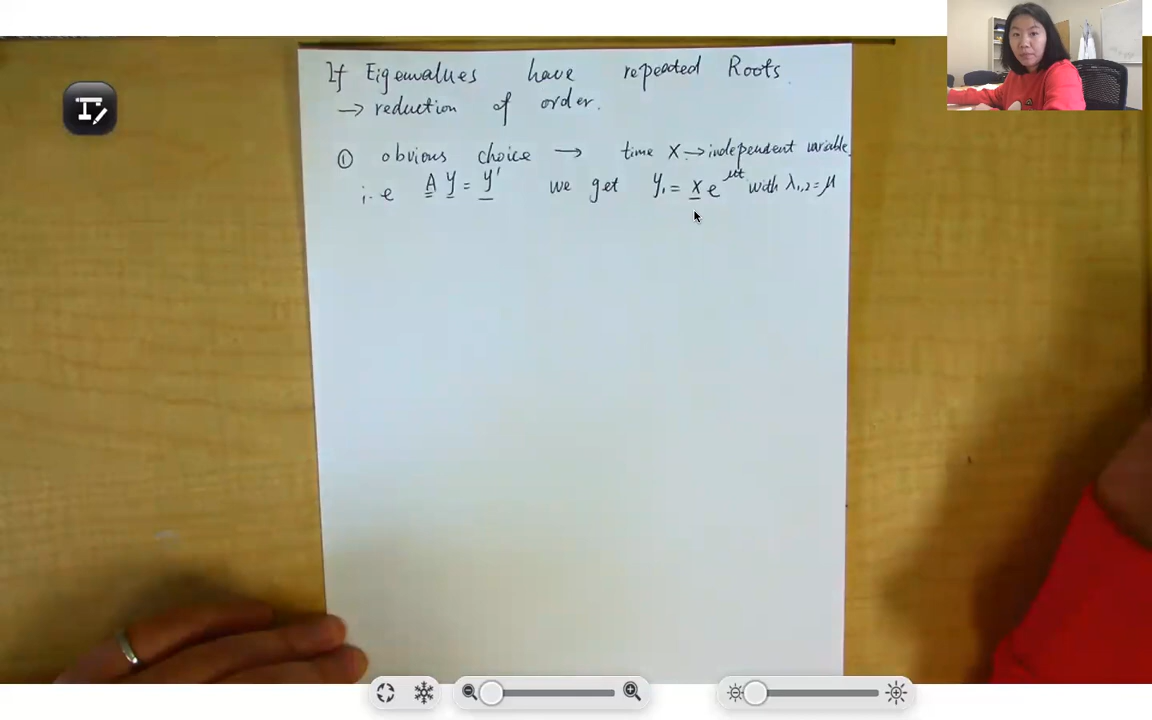 If Eigenvalues have repeated Roots.
→ reduction of order.
① obvious choice → time X → independent variable.
i.e A y = y' we get y₁ = x e^μt with λ₁,₂ = μ